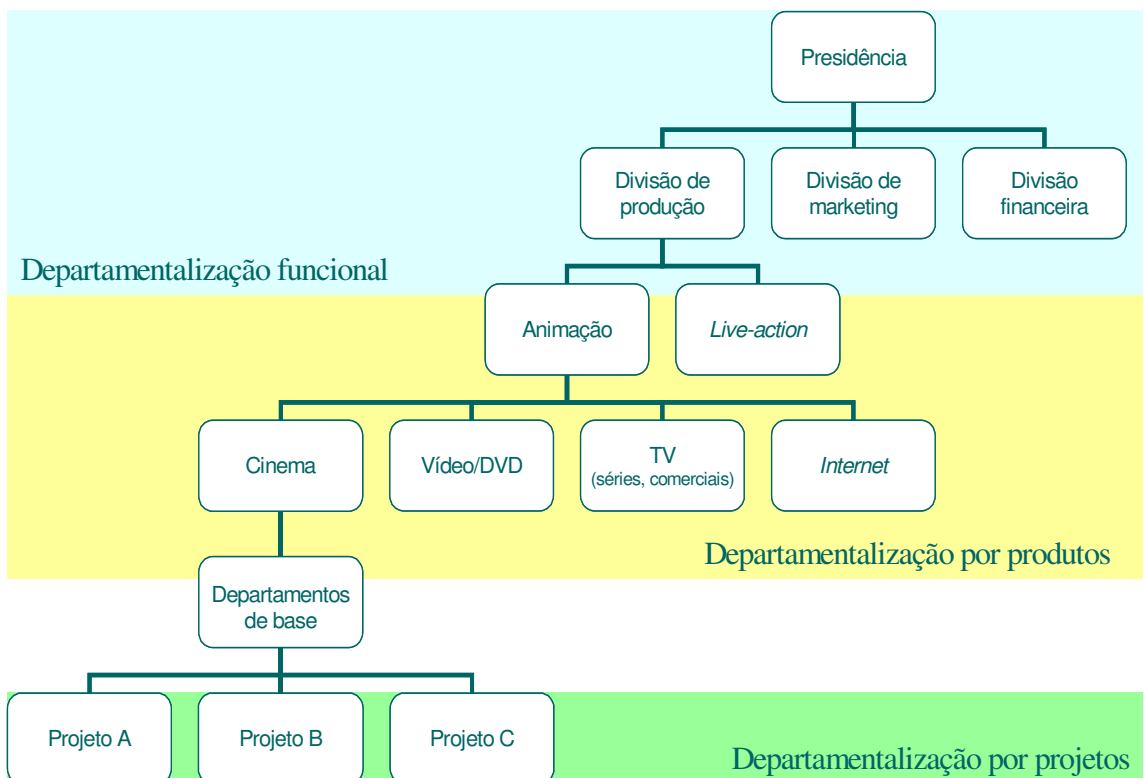 Presidência
Divisão de
produção
Divisão de
marketing
Divisão
financeira
Departamentalização funcional
Animação
Live-action
Cinema
Vídeo/DVD
TV
(séries, comerciais)
Internet
Departamentalização por produtos
Departamentos
de base
Projeto A
Projeto B
Projeto C
Departamentalização por projetos